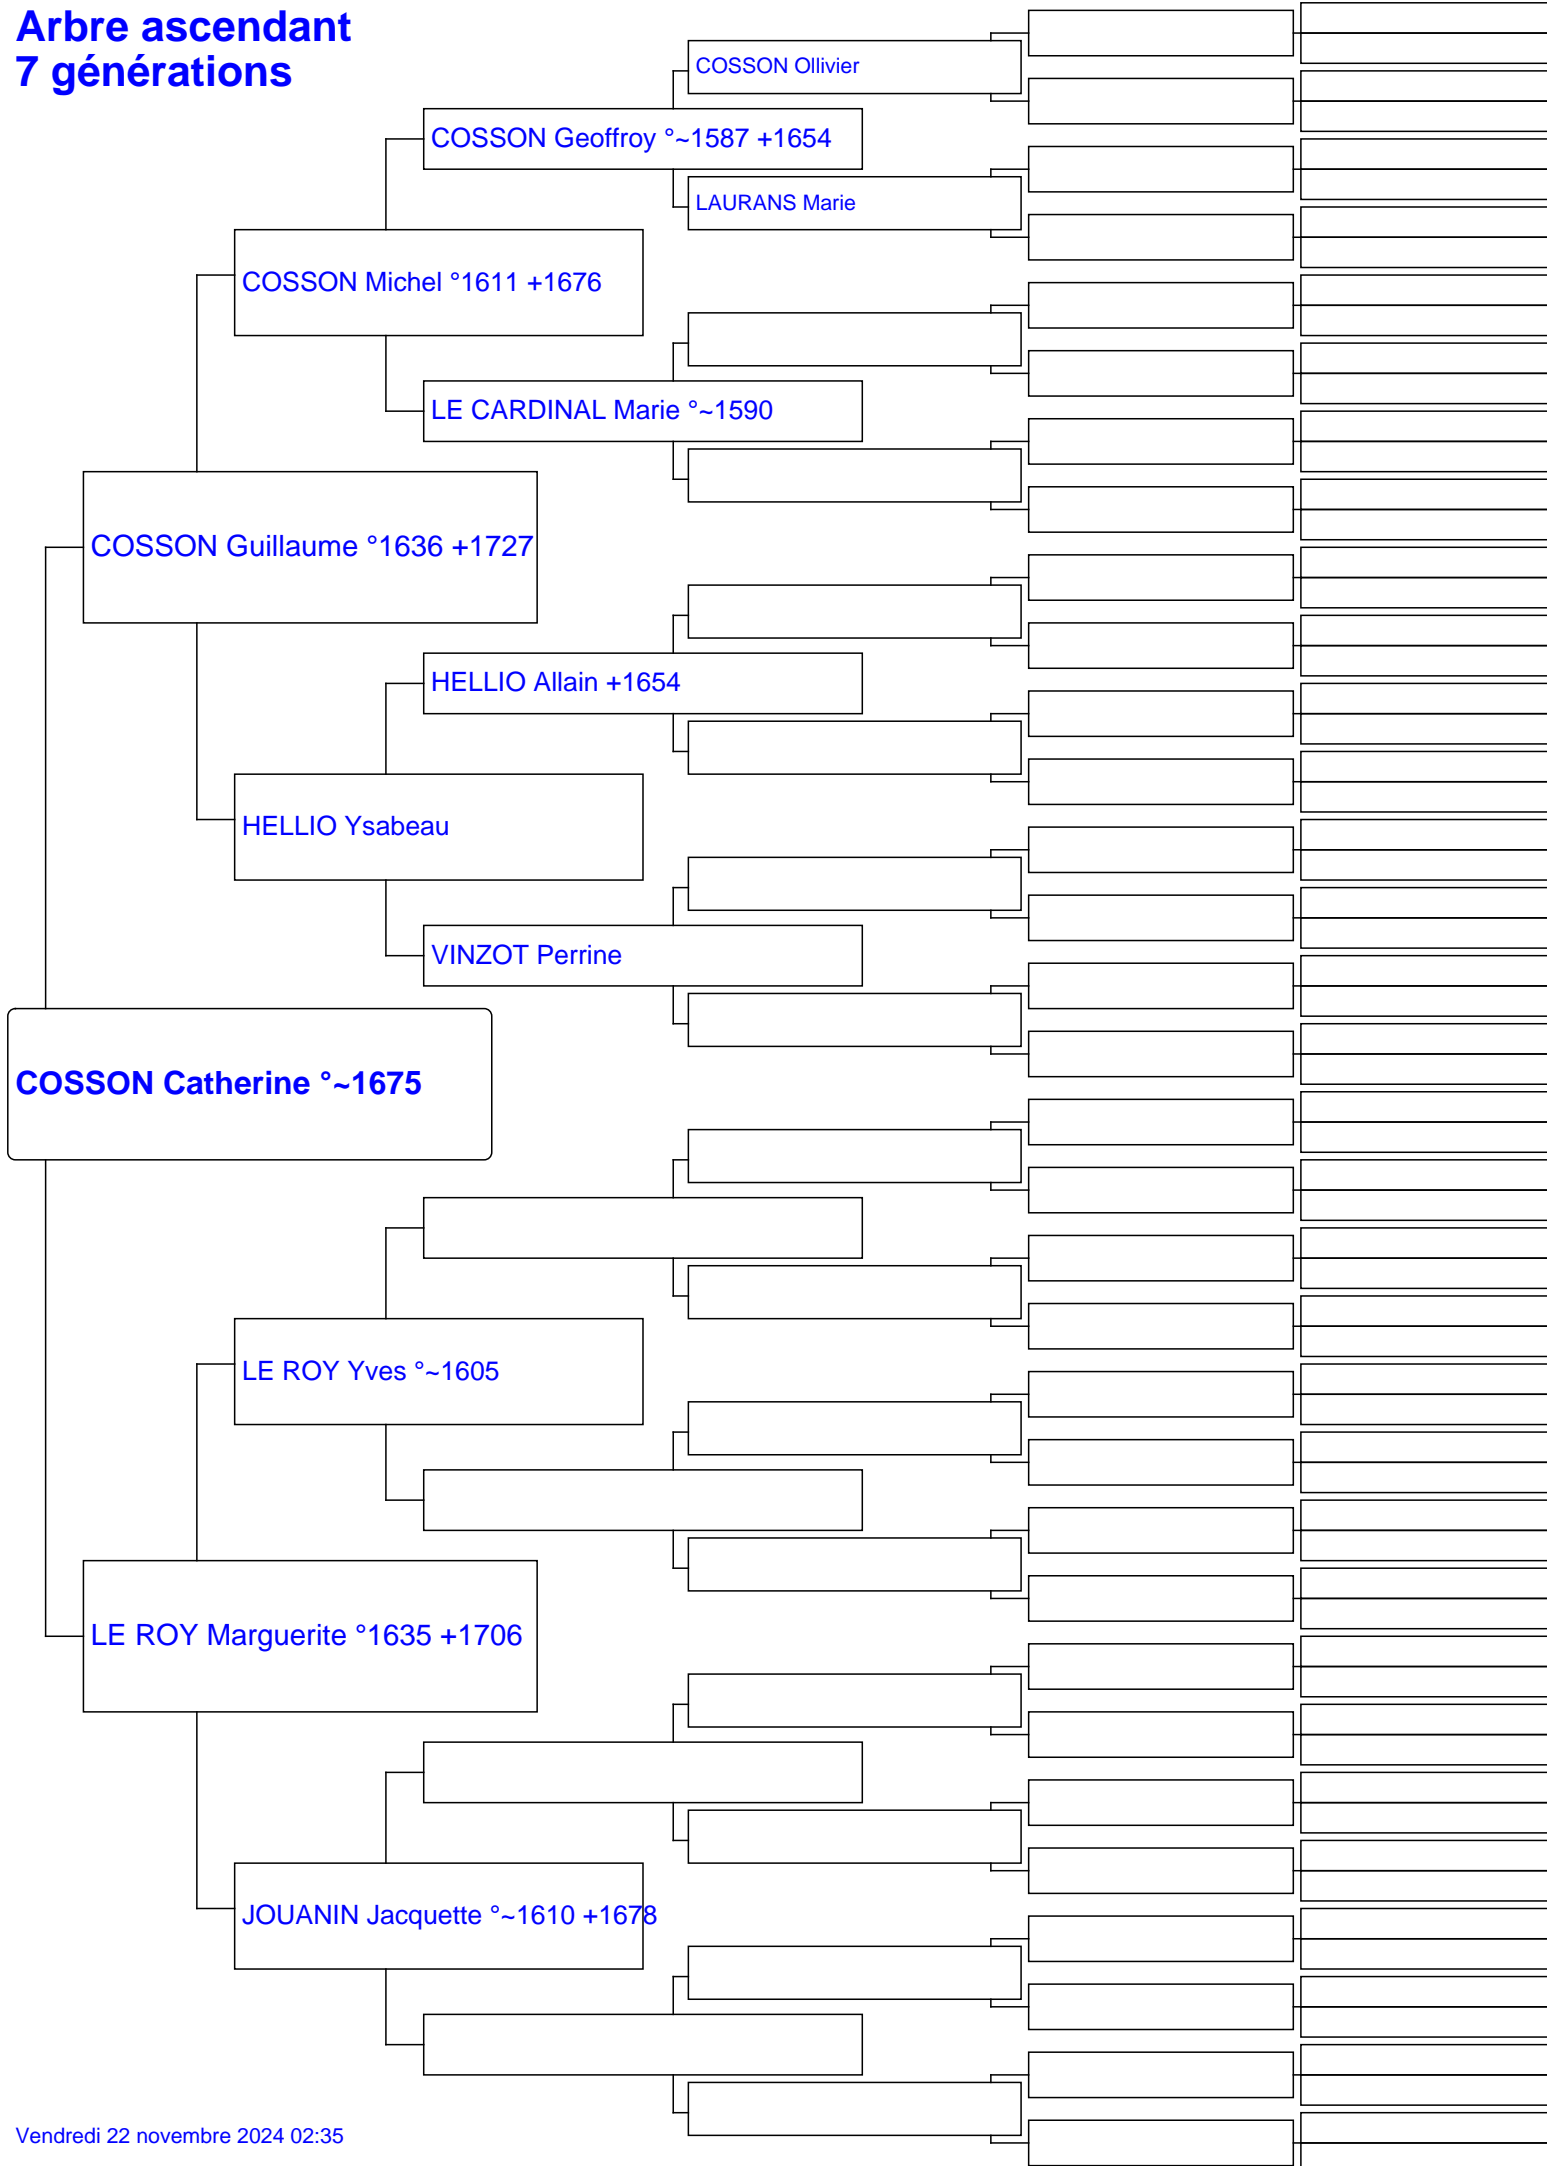 Arbre ascendant
7 générations
COSSON Ollivier
COSSON Geoffroy °~1587 +1654
LAURANS Marie
COSSON Michel °1611 +1676
LE CARDINAL Marie °~1590
COSSON Guillaume °1636 +1727
HELLIO Allain +1654
HELLIO Ysabeau
VINZOT Perrine
COSSON Catherine °~1675
LE ROY Yves °~1605
LE ROY Marguerite °1635 +1706
JOUANIN Jacquette °~1610 +1678
Vendredi 22 novembre 2024 02:35